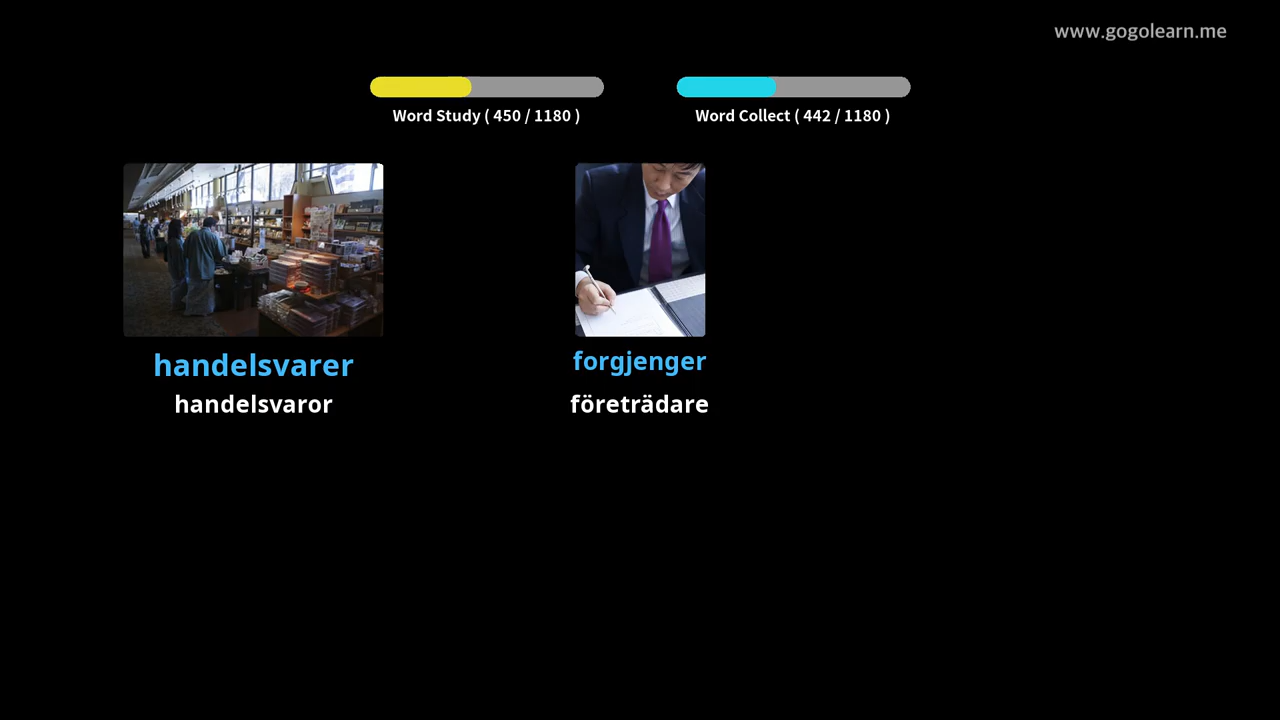 www.gogolearn.me
Word Study ( 450 / 1180 )
Word Collect ( 442 / 1180 )
handelsvarer
handelsvaror
forgjenger
företrädare